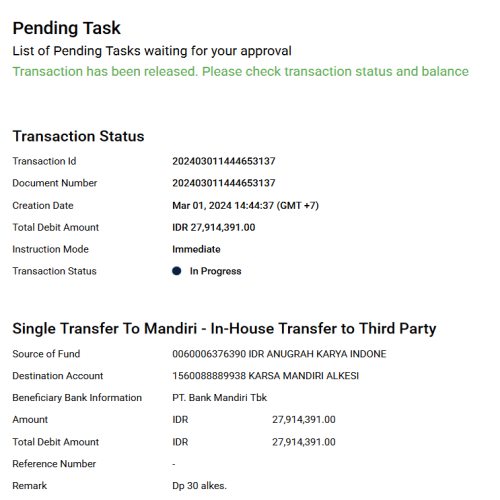 Pending Task
List of Pending Tasks waiting for your approval
Transaction has been released. Please check transaction status and balance
Transaction Status
Transaction Id 202403011444653137
Document Number 202403011444653137
Creation Date Mar 01, 2024 14:44:37 (GMT +7)
Total Debit Amount IDR 27,914,391.00
Instruction Mode Immediate
Transaction Status In Progress
Single Transfer To Mandiri - In-House Transfer to Third Party
Source of Fund 0060006376390 IDR ANUGRAH KARYA INDONE
Destination Account 1560088889938 KARSA MANDIRI ALKESI
Beneficiary Bank Information PT. Bank Mandiri Tbk
Amount IDR 27,914,391.00
Total Debit Amount IDR 27,914,391.00
Reference Number -
Remark Dp 30 alkes.